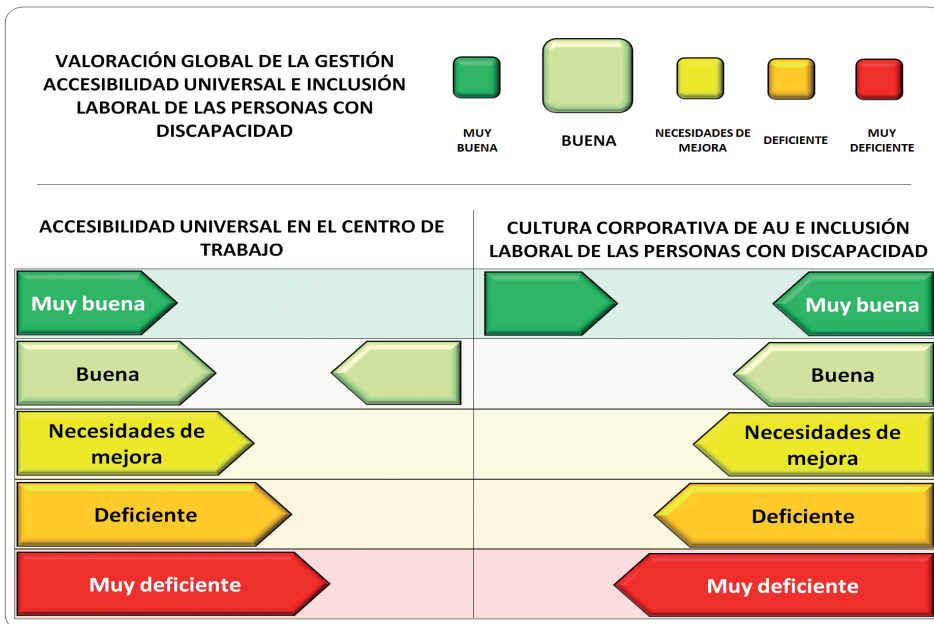 VALORACIÓN GLOBAL DE LA GESTIÓN
ACCESIBILIDAD UNIVERSAL E INCLUSIÓN
LABORAL DE LAS PERSONAS CON
DISCAPACIDAD
MUY
BUENA
BUENA
NECESIDADES DE
MEJORA
DEFICIENTE
MUY
DEFICIENTE
ACCESIBILIDAD UNIVERSAL EN EL CENTRO DE
TRABAJO
CULTURA CORPORATIVA DE AU E INCLUSIÓN
LABORAL DE LAS PERSONAS CON DISCAPACIDAD
Muy buena
Muy buena
Buena
Buena
Necesidades de
mejora
Necesidades de
mejora
Deficiente
Deficiente
Muy deficiente
Muy deficiente